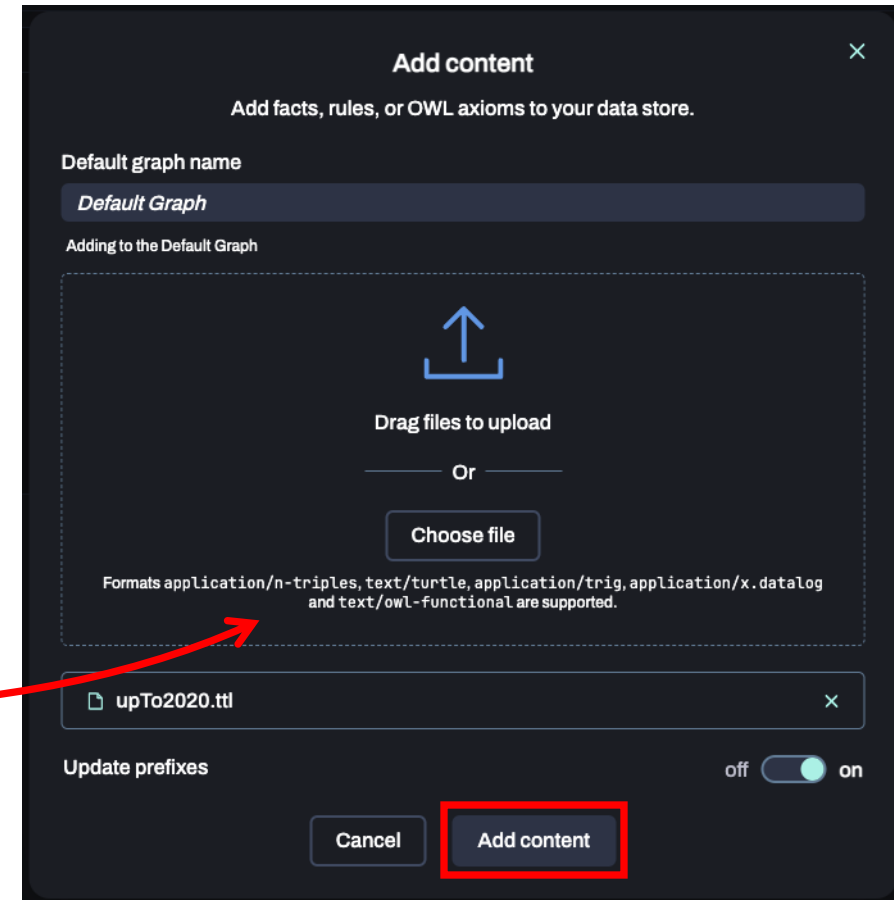 Add content
Add facts, rules, or OWL axioms to your data store.
Default graph name
Default Graph
Adding to the Default Graph
Drag files to upload
Or
Choose file
Formats application/n-triples, text/turtle, application/trig, application/x.datalog
and text/owl-functional are supported.
upTo2020.ttl
Update prefixes
off on
Cancel Add content